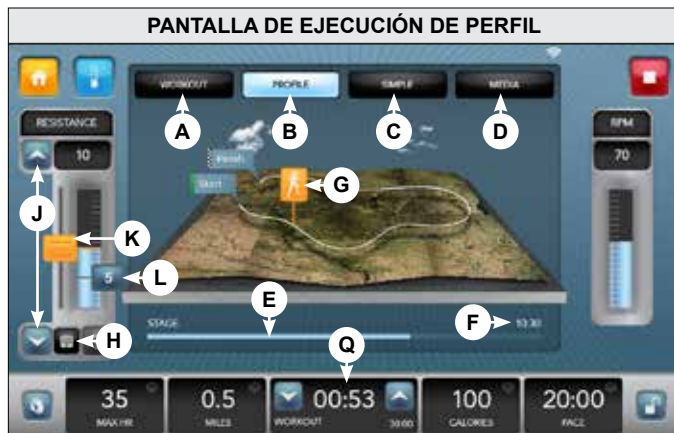 PANTALLA DE EJECUCIÓN DE PERFIL
WORKOUT PROFILE SIMPLE MEDIA
A B C D
RESISTANCE
10
RPM
70
Finish
Start
G
J
K
L
5
E
F
STAGE
10:30
H
Q
35
MAX HR
0.5
MILES
00:53
WORKOUT
30:00
100
CALORIES
20:00
PACE